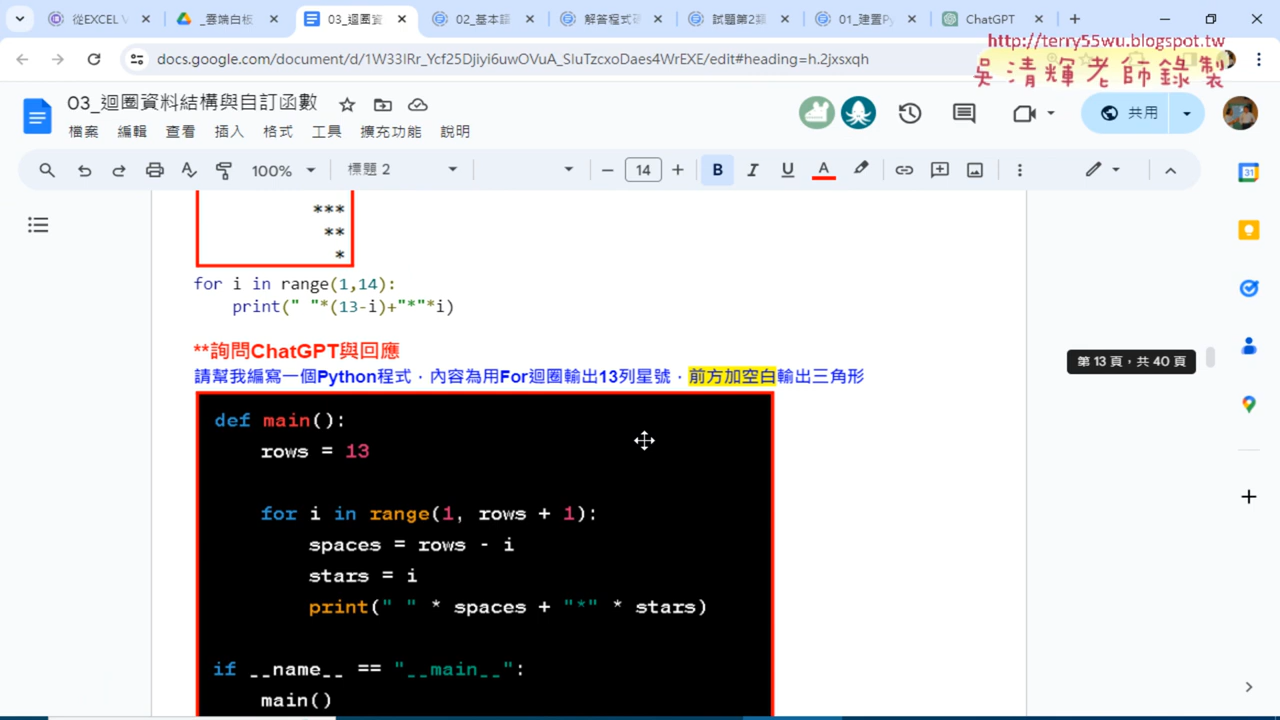 從EXCEL V
_雲端白板
03_迴圈資
02_基本語
解答程式研
試題第2類
01_建置Py
ChatGPT
docs.google.com/document/d/1W33lRr_Ycf25Djiyi6uwOVuA_SIuTzcxoDaes4WrEXE/edit#heading=h.2jxsxqh
http://terry55wu.blogspot.tw
吳清輝老師錄製
03_迴圈資料結構與自訂函數
檔案 編輯 查看 插入 格式 工具 擴充功能 說明
共用
100% 標題 2 14 B I U A
31
***
**
*
for i in range(1,14):
print(" "*(13-i)+"*"*i)
**詢問ChatGPT與回應
請幫我編寫一個Python程式，內容為用For迴圈輸出13列星號，前方加空白輸出三角形
第 13 頁，共 40 頁
def main():
rows = 13
for i in range(1, rows + 1):
spaces = rows - i
stars = i
print(" " * spaces + "*" * stars)
if __name__ == "__main__":
main()